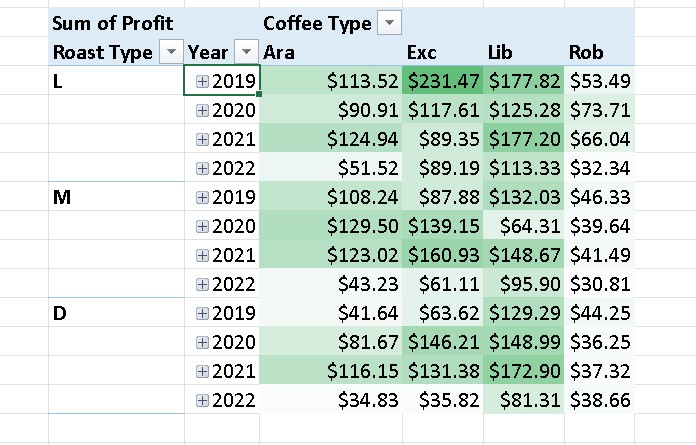 Sum of Profit Coffee Type
Roast Type Year Ara Exc Lib Rob
L 2019 $113.52 $231.47 $177.82 $53.49
2020 $90.91 $117.61 $125.28 $73.71
2021 $124.94 $89.35 $177.20 $66.04
2022 $51.52 $89.19 $113.33 $32.34
M 2019 $108.24 $87.88 $132.03 $46.33
2020 $129.50 $139.15 $64.31 $39.64
2021 $123.02 $160.93 $148.67 $41.49
2022 $43.23 $61.11 $95.90 $30.81
D 2019 $41.64 $63.62 $129.29 $44.25
2020 $81.67 $146.21 $148.99 $36.25
2021 $116.15 $131.38 $172.90 $37.32
2022 $34.83 $35.82 $81.31 $38.66